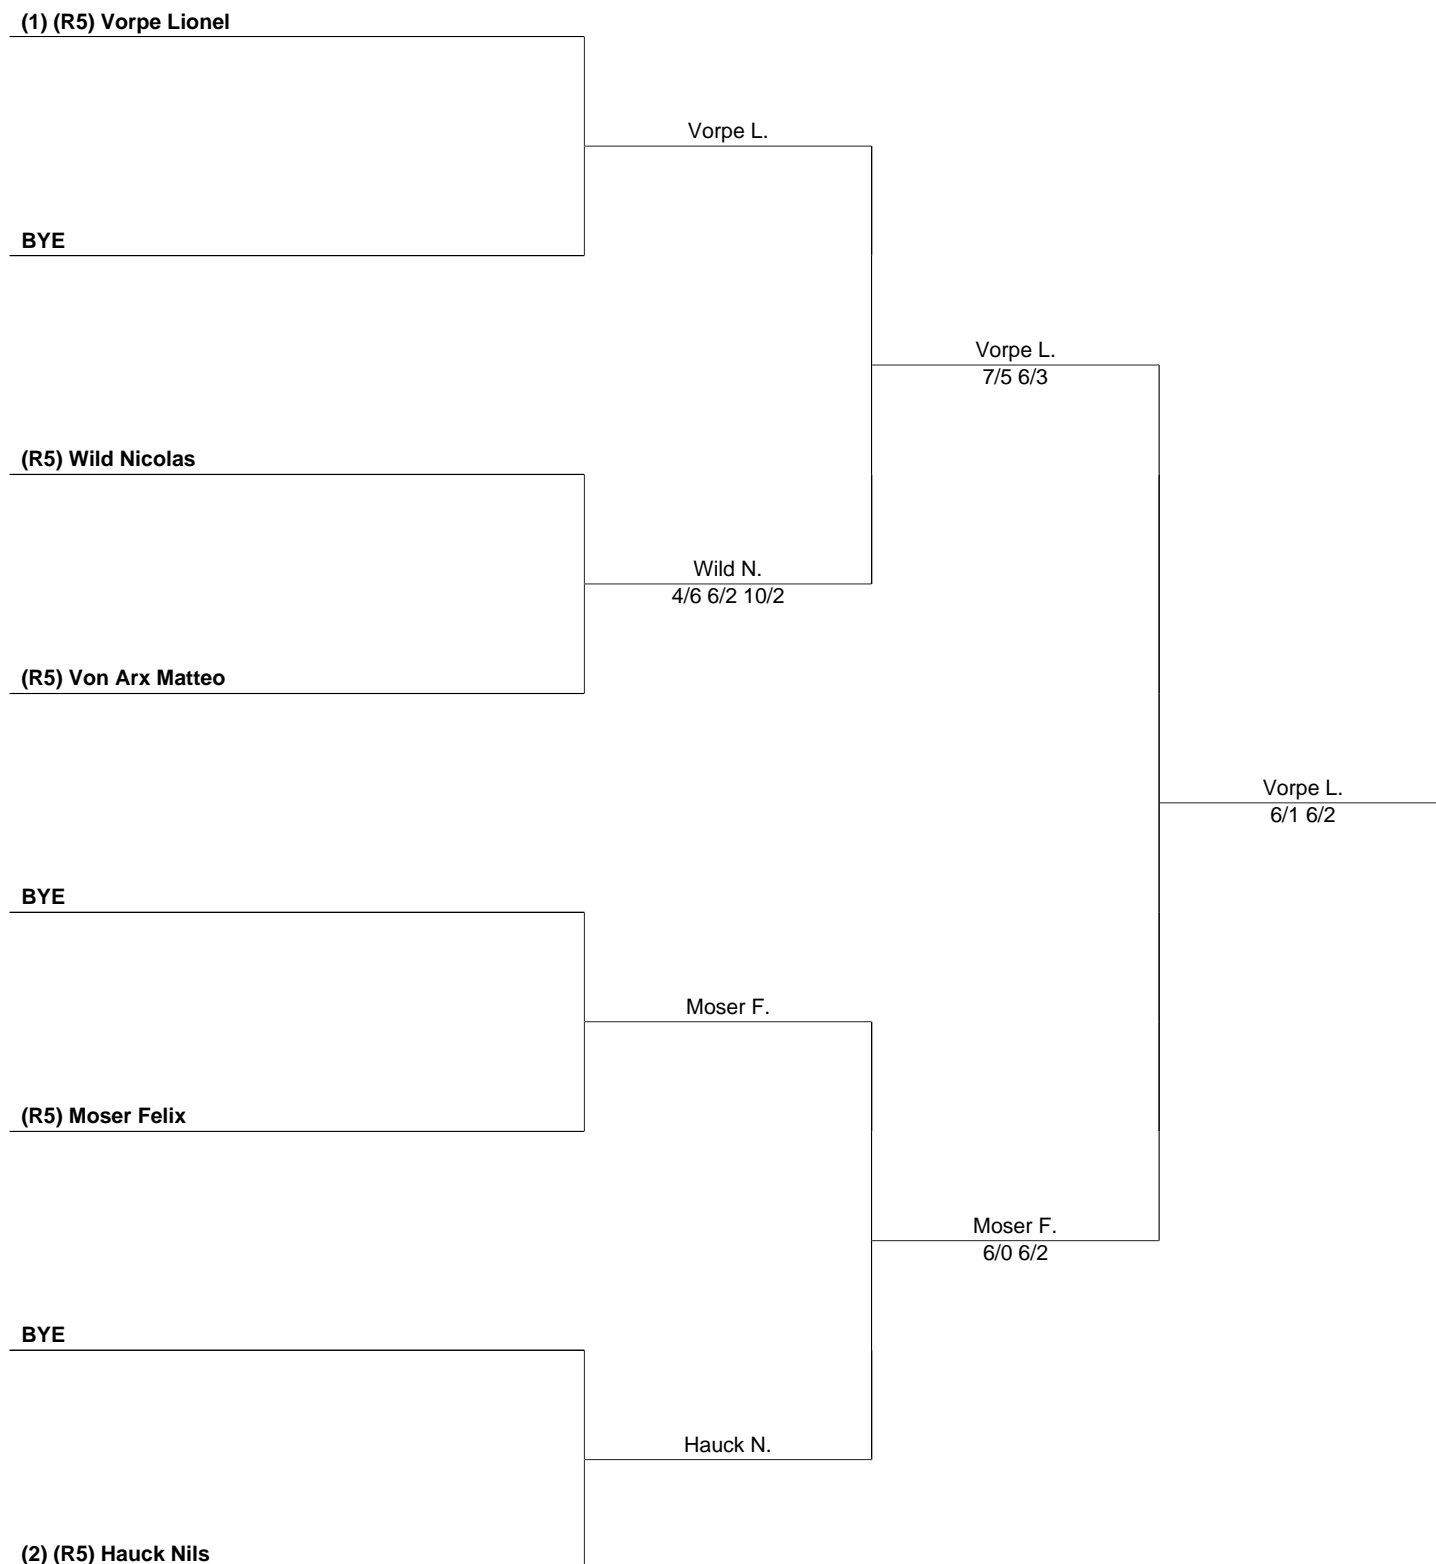 (1) (R5) Vorpe Lionel
Vorpe L.
BYE
Vorpe L.
7/5 6/3
(R5) Wild Nicolas
Wild N.
4/6 6/2 10/2
(R5) Von Arx Matteo
Vorpe L.
6/1 6/2
BYE
Moser F.
(R5) Moser Felix
Moser F.
6/0 6/2
BYE
Hauck N.
(2) (R5) Hauck Nils